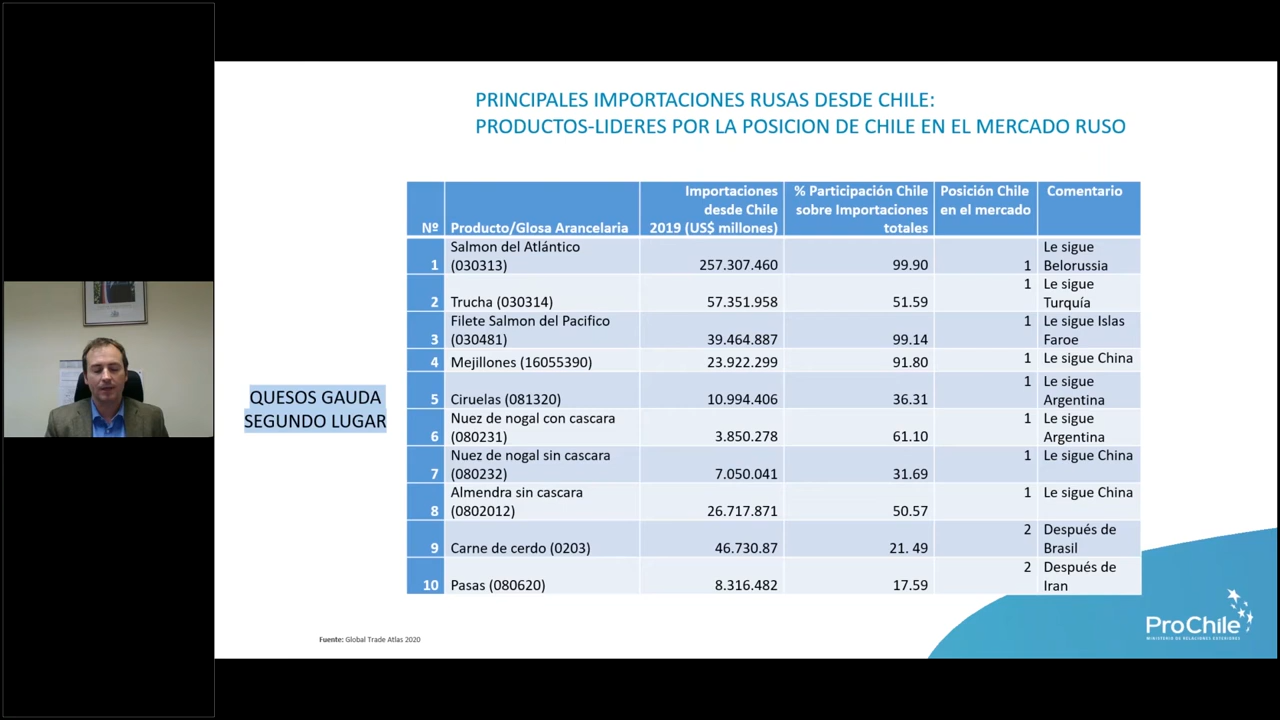 PRINCIPALES IMPORTACIONES RUSAS DESDE CHILE:
PRODUCTOS-LIDERES POR LA POSICION DE CHILE EN EL MERCADO RUSO
QUESOS GAUDA
SEGUNDO LUGAR
Nº Producto/Glosa Arancelaria Importaciones desde Chile 2019 (US$ millones) % Participación Chile sobre Importaciones totales Posición Chile en el mercado Comentario
1 Salmon del Atlántico (030313) 257.307.460 99.90 1 Le sigue Belorussia
2 Trucha (030314) 57.351.958 51.59 1 Le sigue Turquía
3 Filete Salmon del Pacifico (030481) 39.464.887 99.14 1 Le sigue Islas Faroe
4 Mejillones (16055390) 23.922.299 91.80 1 Le sigue China
5 Ciruelas (081320) 10.994.406 36.31 1 Le sigue Argentina
6 Nuez de nogal con cascara (080231) 3.850.278 61.10 1 Le sigue Argentina
7 Nuez de nogal sin cascara (080232) 7.050.041 31.69 1 Le sigue China
8 Almendra sin cascara (0802012) 26.717.871 50.57 1 Le sigue China
9 Carne de cerdo (0203) 46.730.87 21. 49 2 Después de Brasil
10 Pasas (080620) 8.316.482 17.59 2 Después de Iran
Fuente: Global Trade Atlas 2020
ProChile
MINISTERIO DE RELACIONES EXTERIORES